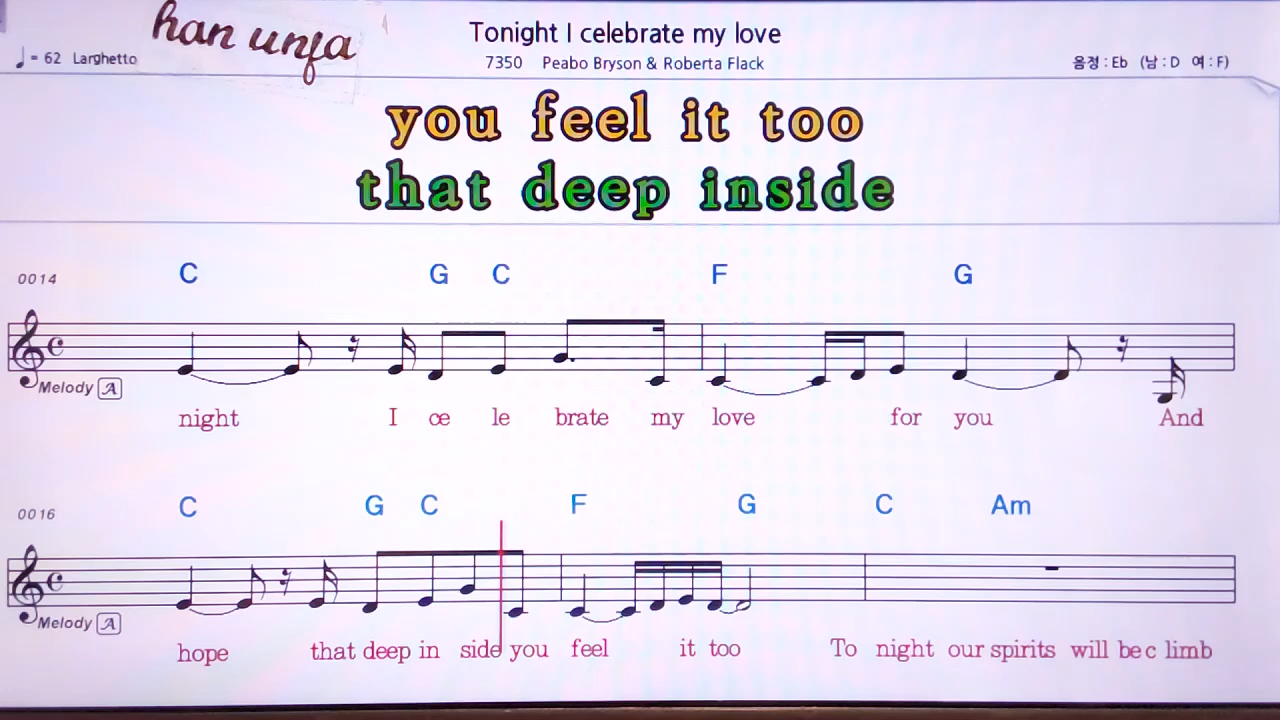 han unja
Tonight I celebrate my love
♩ = 62 Larghetto
7350 Peabo Bryson & Roberta Flack
음정 : Eb (남 : D 여 : F)
you feel it too
that deep inside
0014
C G C F G
Melody A
night I ce le brate my love for you And
0016
C G C F G C Am
Melody A
hope that deep in side you feel it too To night our spirits will be c limb